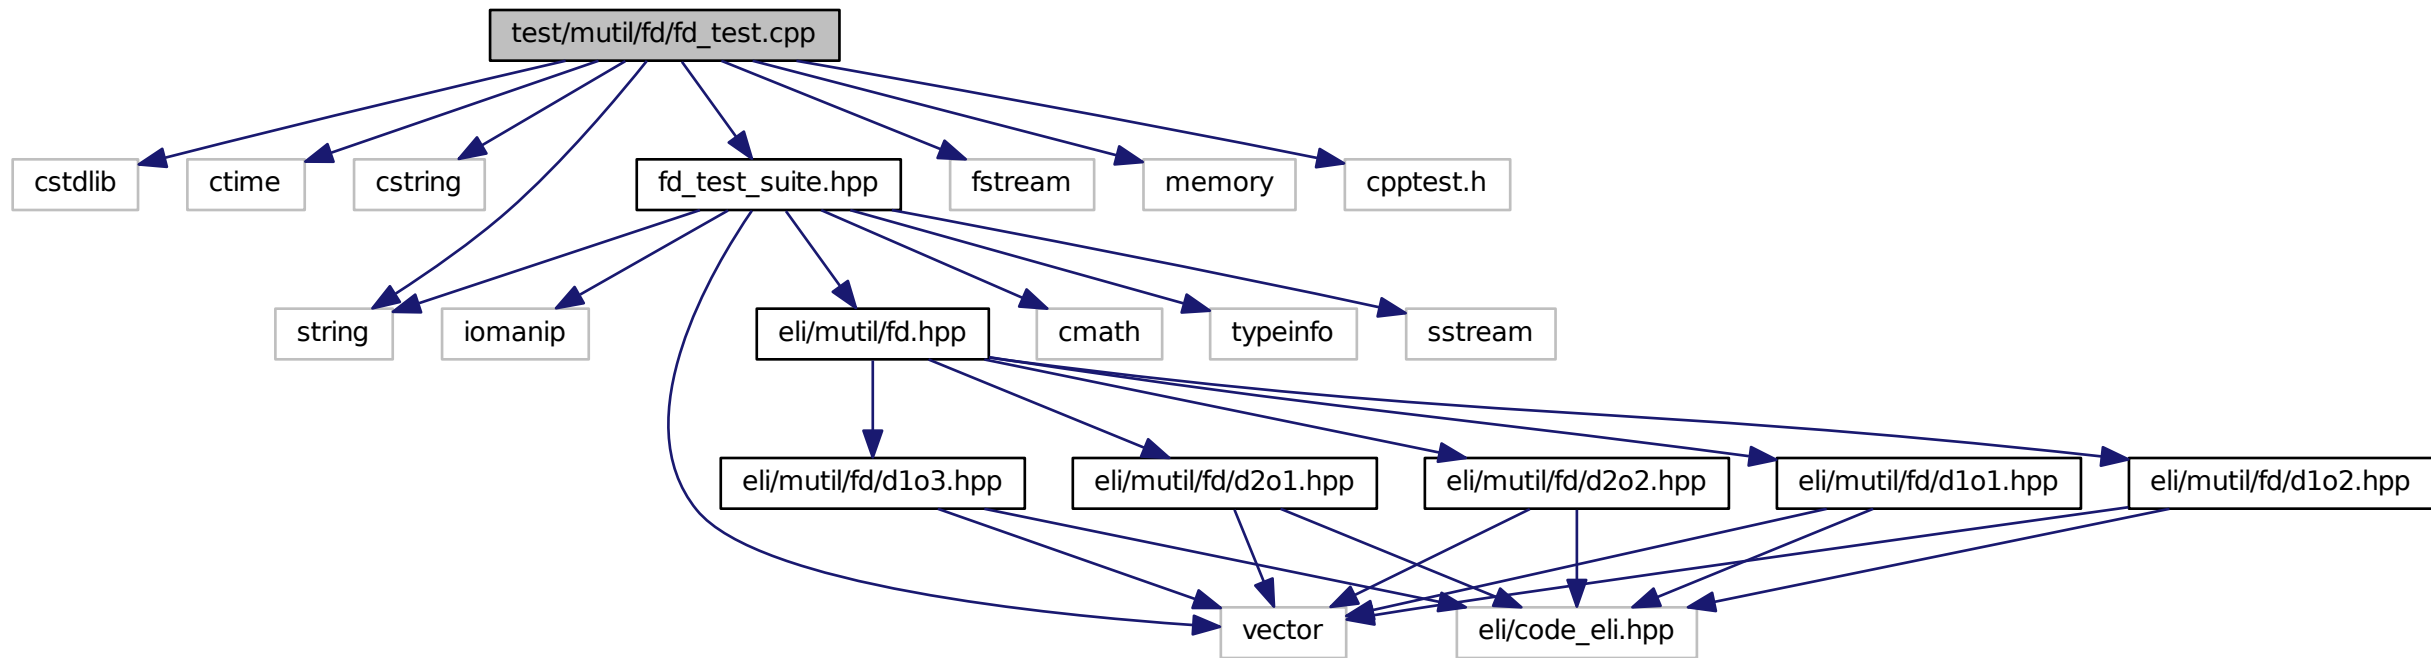 test/mutil/fd/fd_test.cpp
cstdlib
ctime
cstring
fd_test_suite.hpp
fstream
memory
cpptest.h
string
iomanip
eli/mutil/fd.hpp
cmath
typeinfo
sstream
eli/mutil/fd/d1o3.hpp
eli/mutil/fd/d2o1.hpp
eli/mutil/fd/d2o2.hpp
eli/mutil/fd/d1o1.hpp
eli/mutil/fd/d1o2.hpp
vector
eli/code_eli.hpp